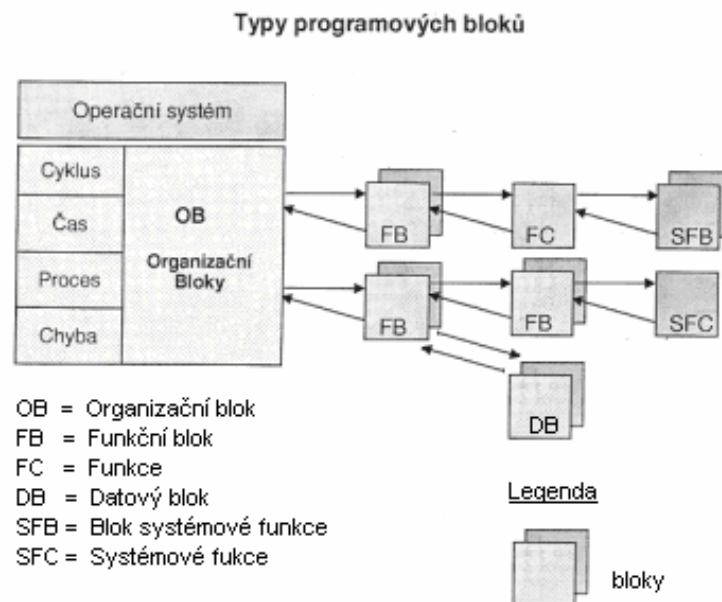 Typy programových bloků
Operační systém
Cyklus
Čas
Proces
Chyba
OB
Organizační
Bloky
FB
FC
SFB
FB
FB
SFC
DB
OB = Organizační blok
FB = Funkční blok
FC = Funkce
DB = Datový blok
SFB = Blok systémové funkce
SFC = Systémové fukce
Legenda
bloky